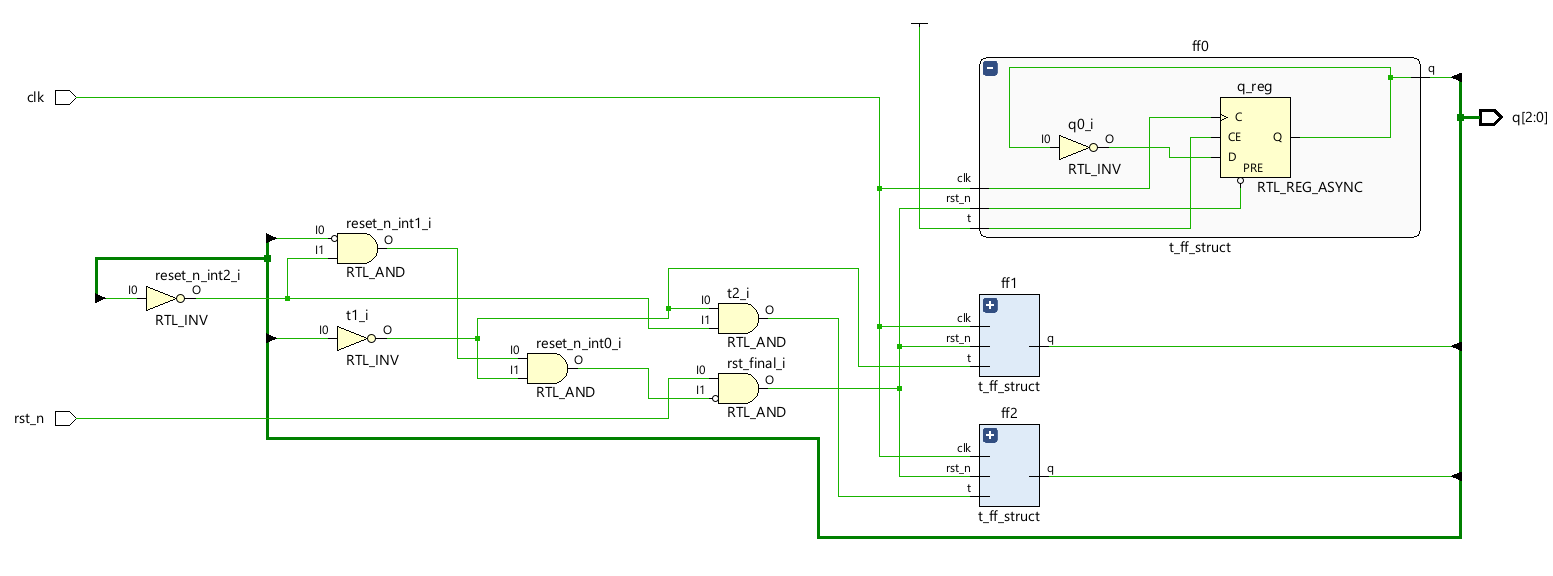 ff0
q
clk
q_reg
q[2:0]
q0_i
C
I0
O
CE
Q
D
RTL_INV
PRE
RTL_REG_ASYNC
clk
rst_n
t
t_ff_struct
reset_n_int1_i
I0
O
I1
RTL_AND
reset_n_int2_i
I0
O
RTL_INV
t1_i
I0
O
RTL_INV
t2_i
I0
O
I1
RTL_AND
ff1
clk
rst_n
q
t
t_ff_struct
reset_n_int0_i
I0
O
I1
RTL_AND
rst_final_i
I0
O
I1
RTL_AND
rst_n
ff2
clk
rst_n
q
t
t_ff_struct